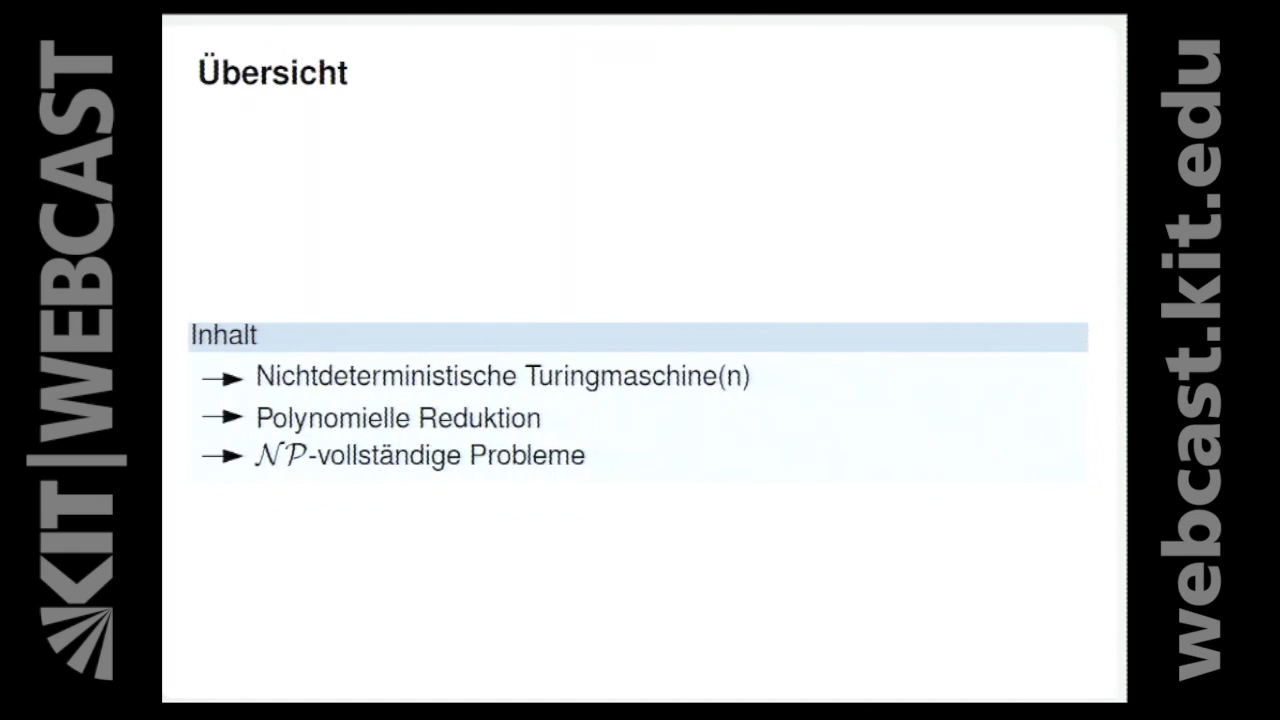 KIT|WEBCAST
Übersicht
Inhalt
Nichtdeterministische Turingmaschine(n)
Polynomielle Reduktion
𝒩𝒫-vollständige Probleme
webcast.kit.edu